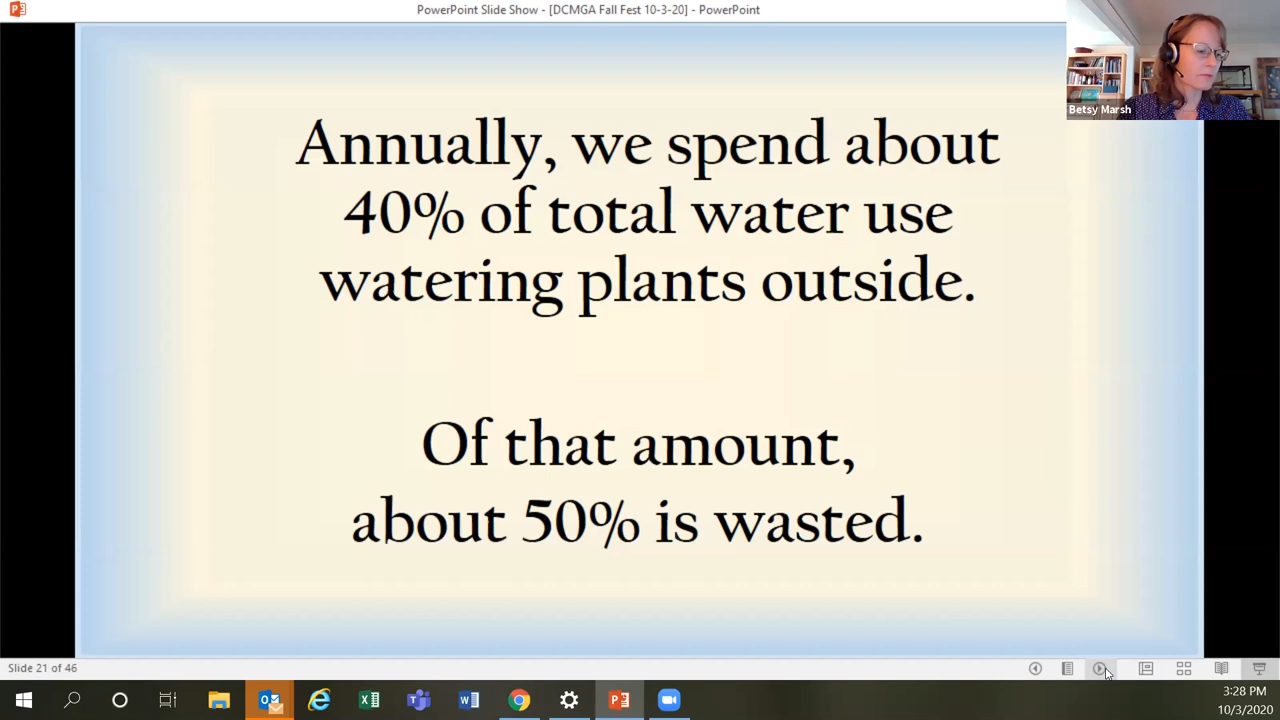 PowerPoint Slide Show - [DCMGA Fall Fest 10-3-20] - PowerPoint
Betsy Marsh
Annually, we spend about
40% of total water use
watering plants outside.
Of that amount,
about 50% is wasted.
Slide 21 of 46
3:28 PM
10/3/2020